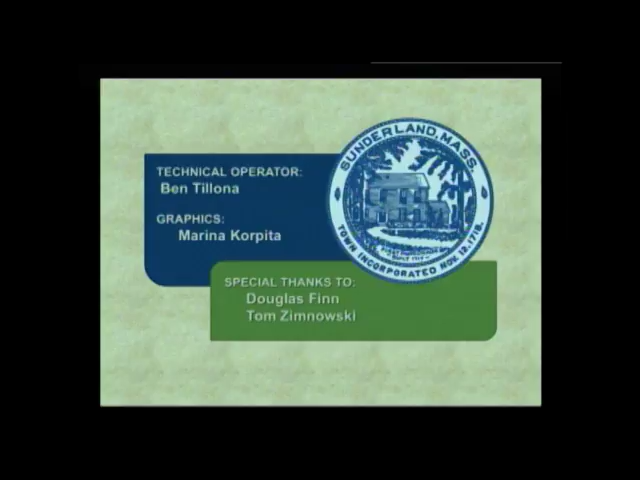 TECHNICAL OPERATOR:
Ben Tillona
GRAPHICS:
Marina Korpita
SPECIAL THANKS TO:
Douglas Finn
Tom Zimnowski
SUNDERLAND, MASS.
TOWN INCORPORATED NOV. 12, 1718.